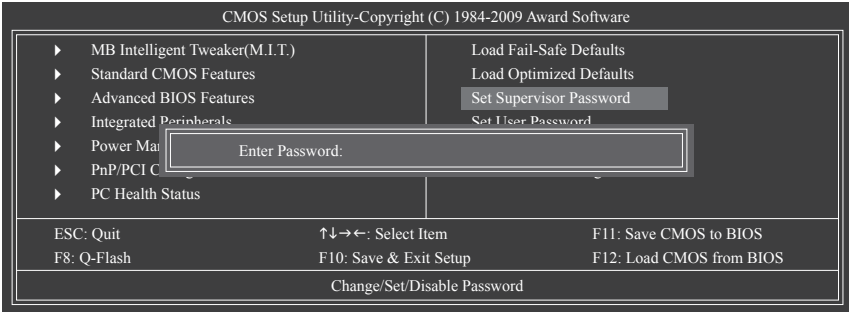 CMOS Setup Utility-Copyright (C) 1984-2009 Award Software
MB Intelligent Tweaker(M.I.T.)
Standard CMOS Features
Advanced BIOS Features
Integrated Peripherals
Power
PnP/PCI
PC Health Status
Load Fail-Safe Defaults
Load Optimized Defaults
Set Supervisor Password
Set User Password
Enter Password:
ESC: Quit
↑↓→←: Select Item
F11: Save CMOS to BIOS
F8: Q-Flash
F10: Save & Exit Setup
F12: Load CMOS from BIOS
Change/Set/Disable Password